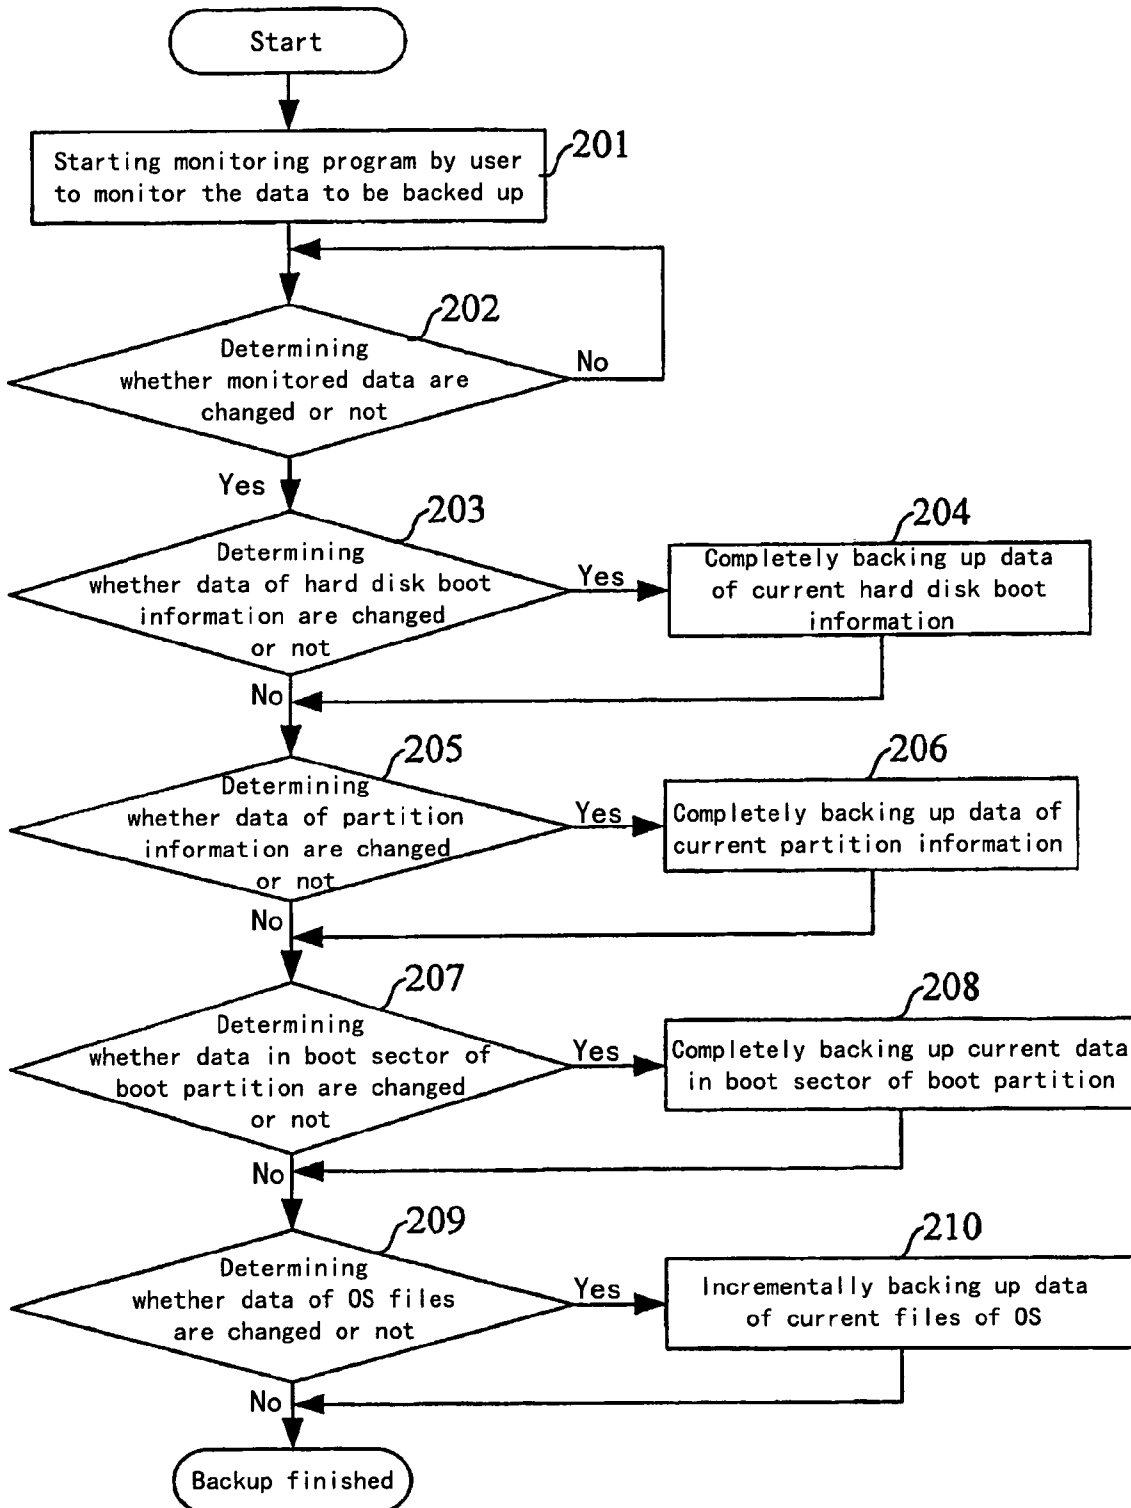 Start
201
Starting monitoring program by user
to monitor the data to be backed up
202
Determining
whether monitored data are
changed or not
No
Yes
203
Determining
whether data of hard disk boot
information are changed
or not
Yes
204
Completely backing up data
of current hard disk boot
information
No
205
Determining
whether data of partition
information are changed
or not
Yes
206
Completely backing up data of
current partition information
No
207
Determining
whether data in boot sector of
boot partition are changed
or not
Yes
208
Completely backing up current data
in boot sector of boot partition
No
209
Determining
whether data of OS files
are changed or not
Yes
210
Incrementally backing up data
of current files of OS
No
Backup finished